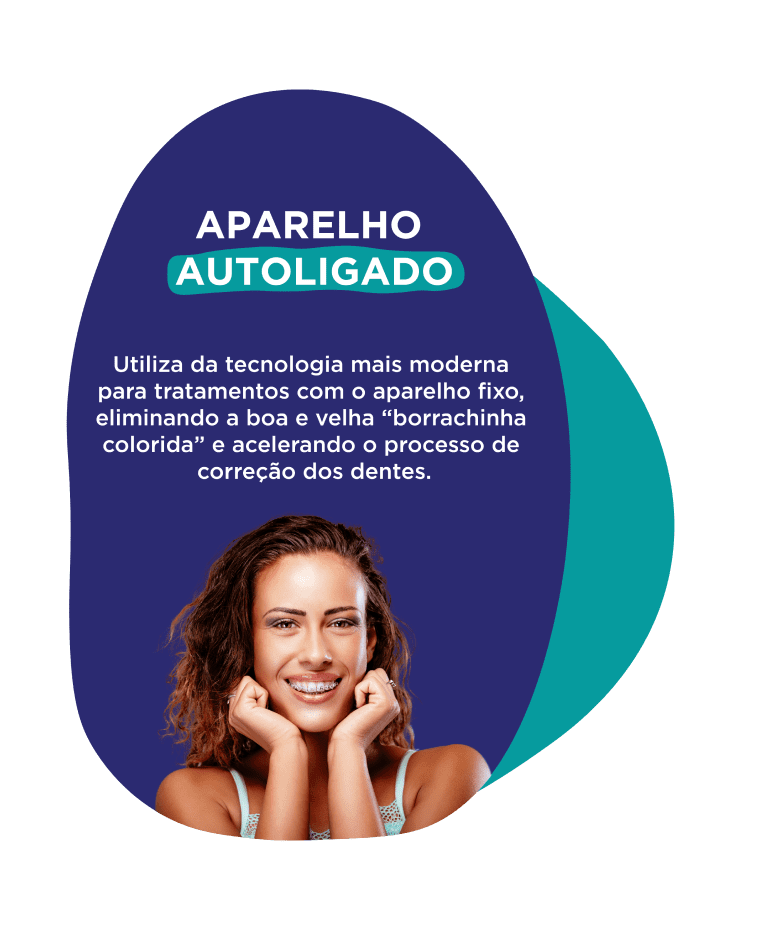 APARELHO
AUTOLIGADO
Utiliza da tecnologia mais moderna
para tratamentos com o aparelho fixo,
eliminando a boa e velha “borrachinha
colorida” e acelerando o processo de
correção dos dentes.